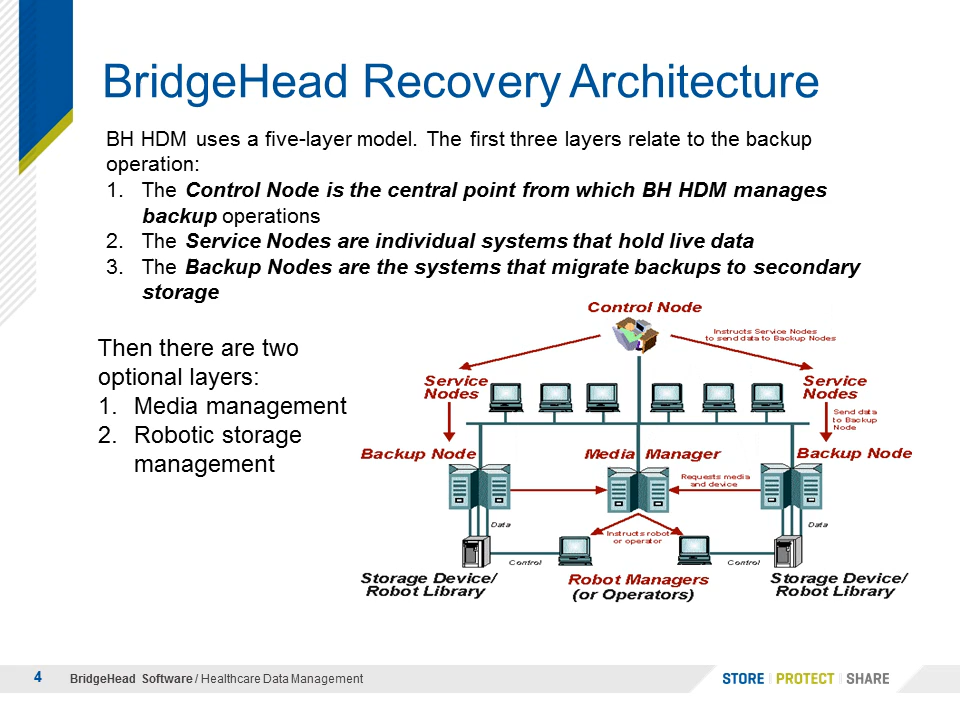 BridgeHead Recovery Architecture
BH HDM uses a five-layer model. The first three layers relate to the backup
operation:
1. The Control Node is the central point from which BH HDM manages
backup operations
2. The Service Nodes are individual systems that hold live data
3. The Backup Nodes are the systems that migrate backups to secondary
storage
Then there are two
optional layers:
1. Media management
2. Robotic storage
management
Control Node
Instructs Service Nodes
to send data to Backup Nodes
Service
Nodes
Service
Nodes
Send data
to Backup
Node
Backup Node
Media Manager
Backup Node
Requests media
and device
Data
Instructs robot
or operator
Data
Control
Control
Storage Device/
Robot Library
Robot Managers
(or Operators)
Storage Device/
Robot Library
4
BridgeHead Software / Healthcare Data Management
STORE | PROTECT | SHARE